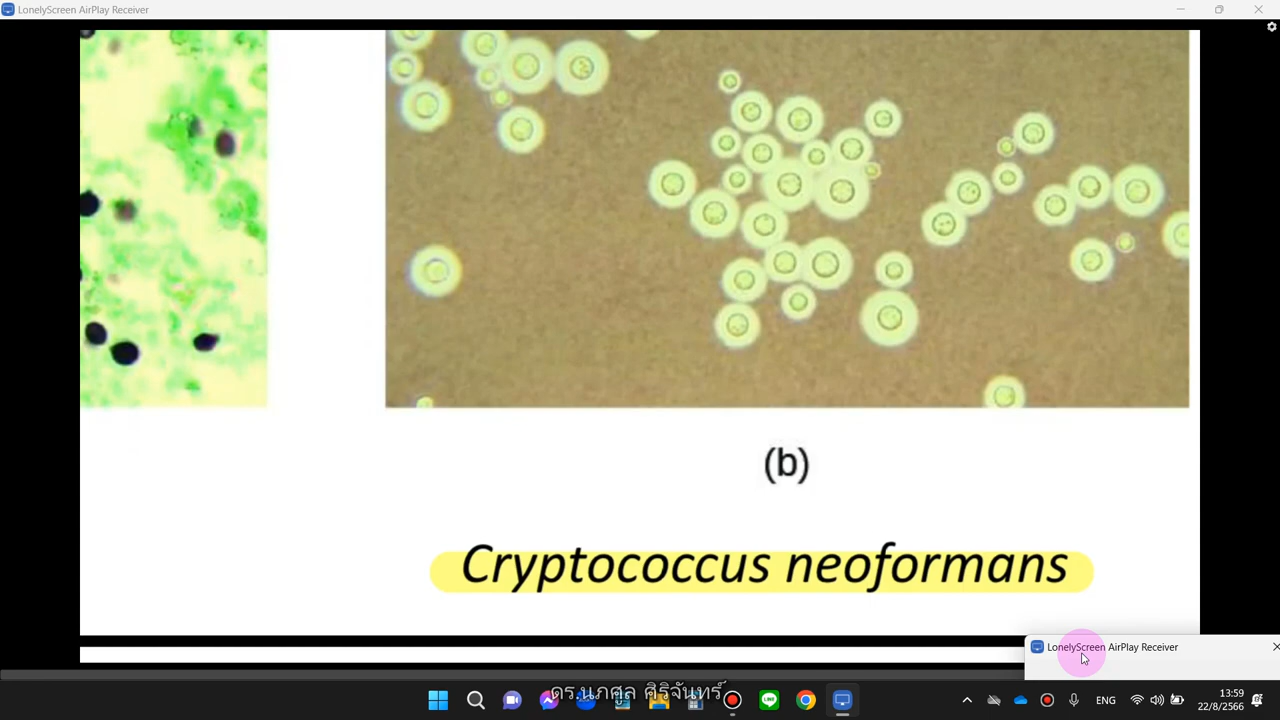 LonelyScreen AirPlay Receiver
(b)
Cryptococcus neoformans
LonelyScreen AirPlay Receiver
ดร.นภศูล ศิริจันทร์
ENG
13:59
22/8/2566